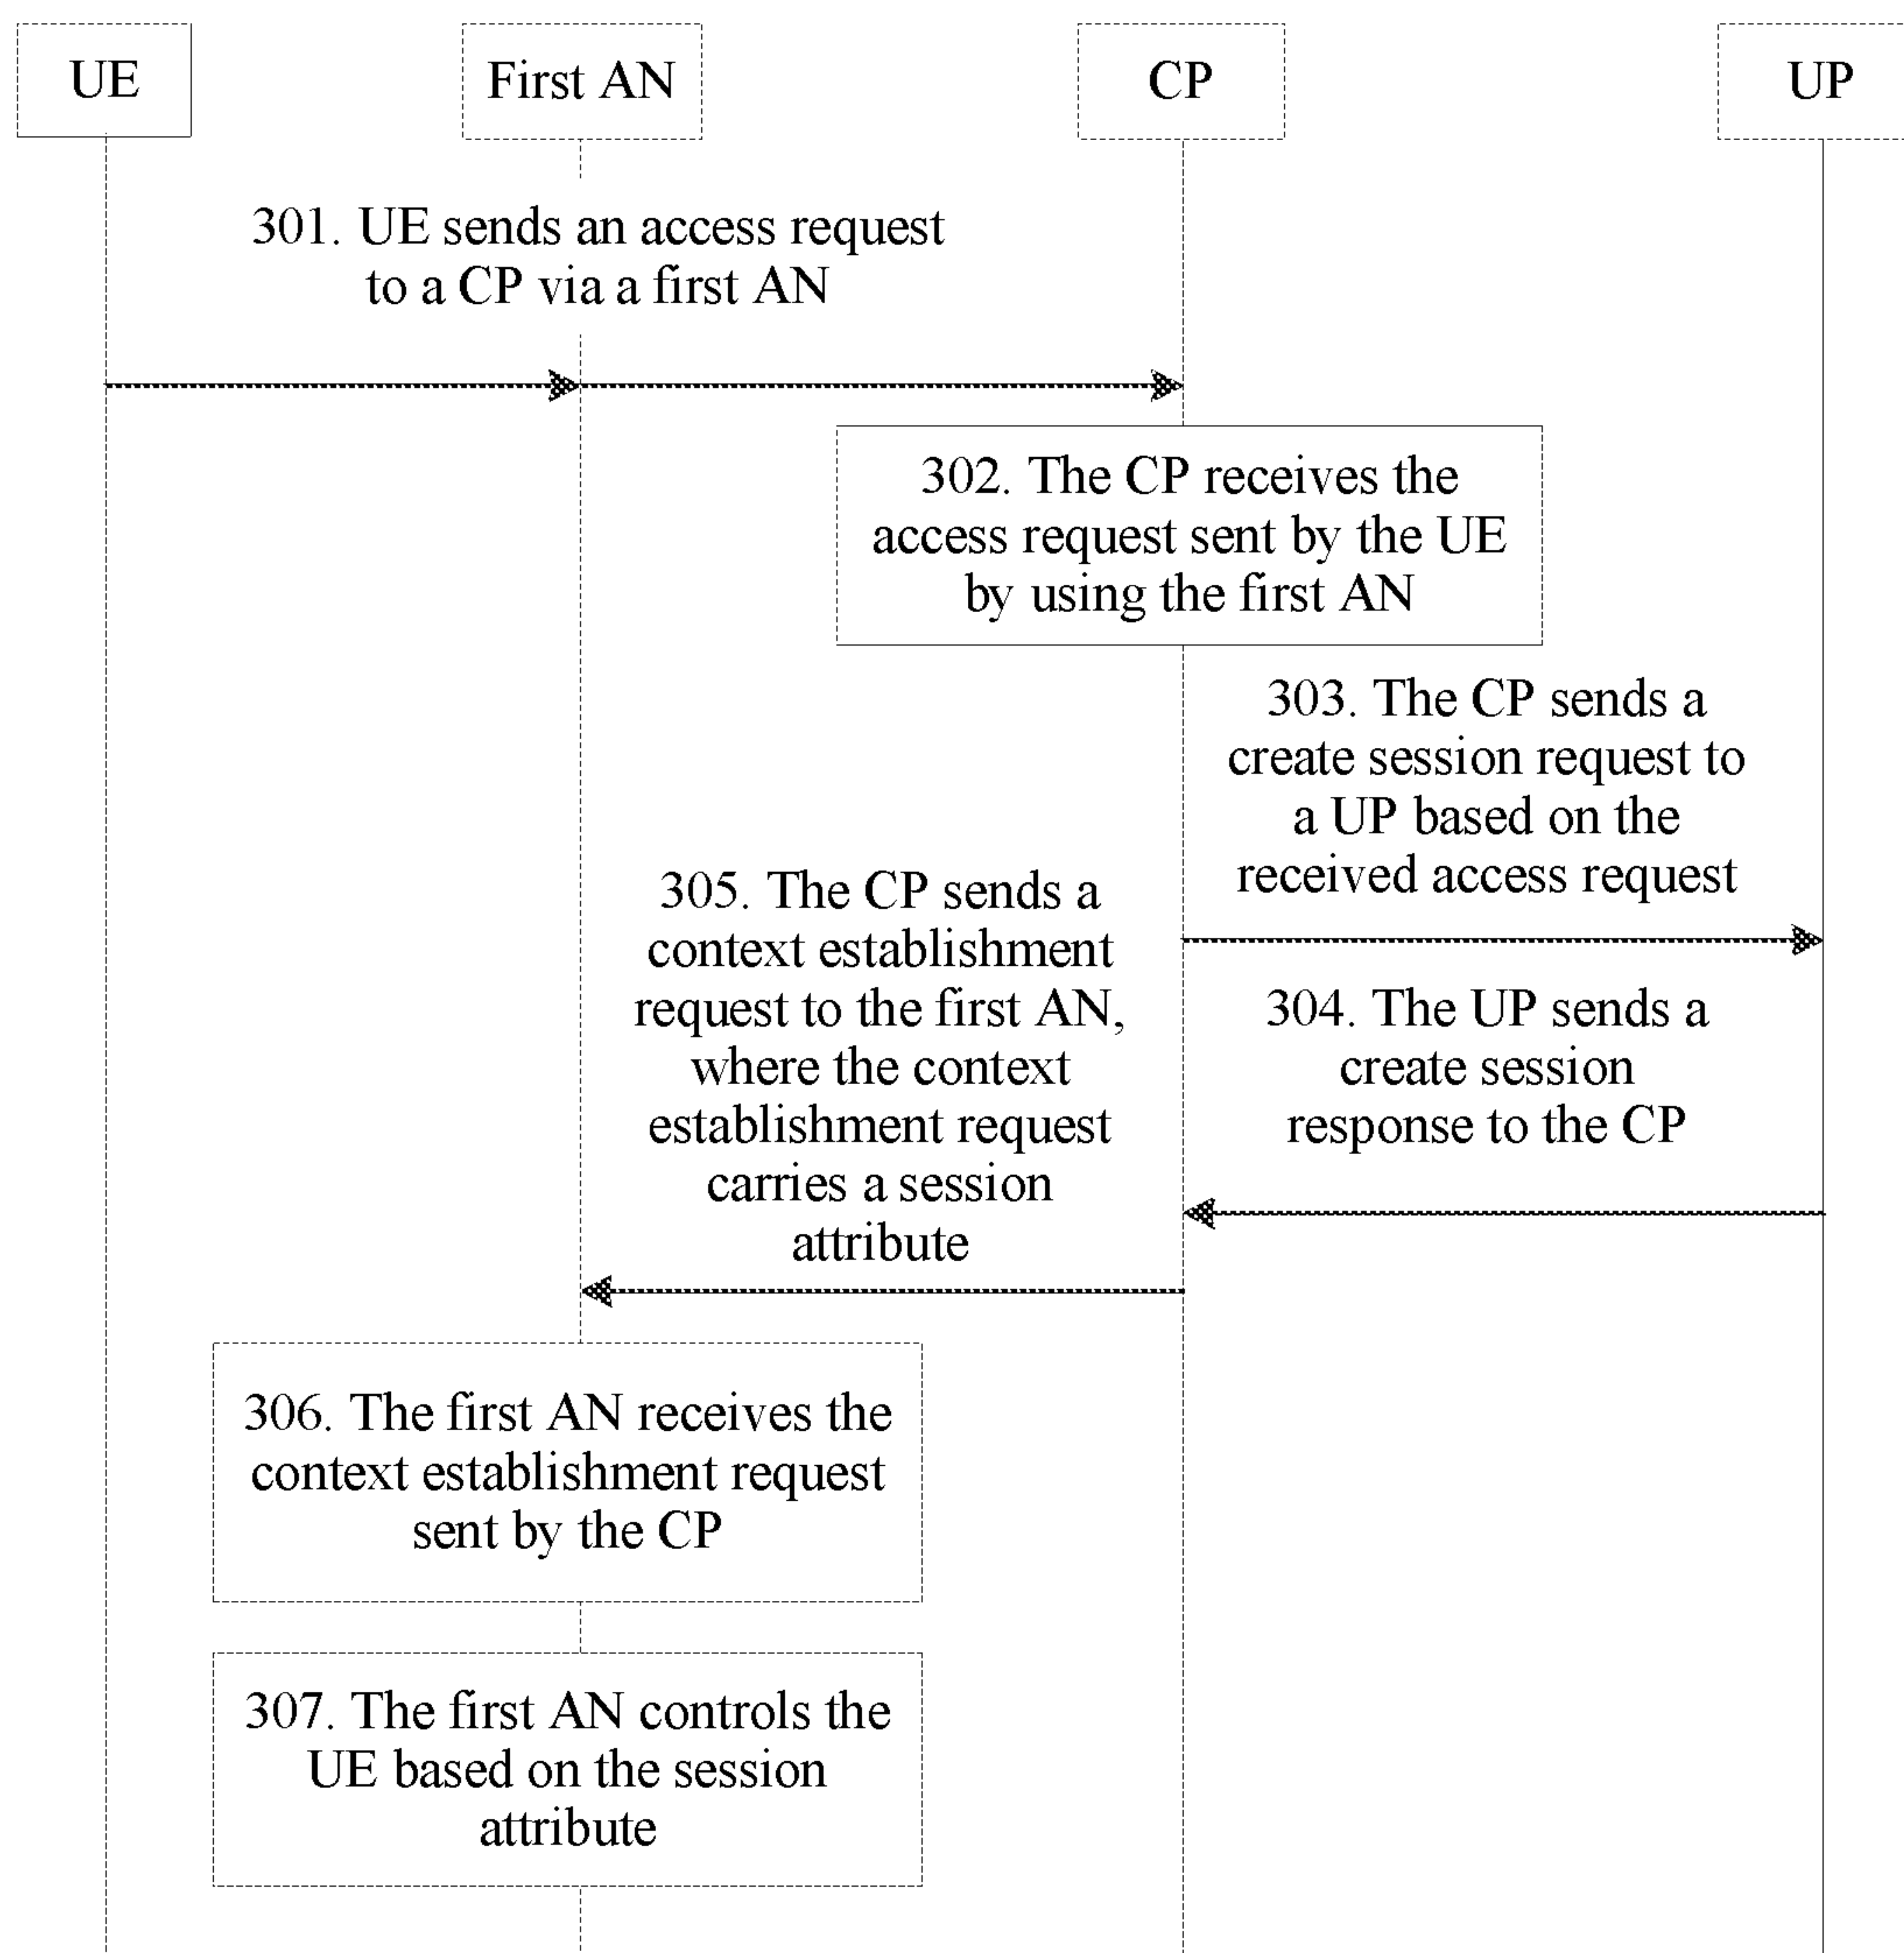 UE
First AN
CP
UP
301. UE sends an access request
to a CP via a first AN
302. The CP receives the
access request sent by the UE
by using the first AN
303. The CP sends a
create session request to
a UP based on the
received access request
304. The UP sends a
create session
response to the CP
305. The CP sends a
context establishment
request to the first AN,
where the context
establishment request
carries a session
attribute
306. The first AN receives the
context establishment request
sent by the CP
307. The first AN controls the
UE based on the session
attribute